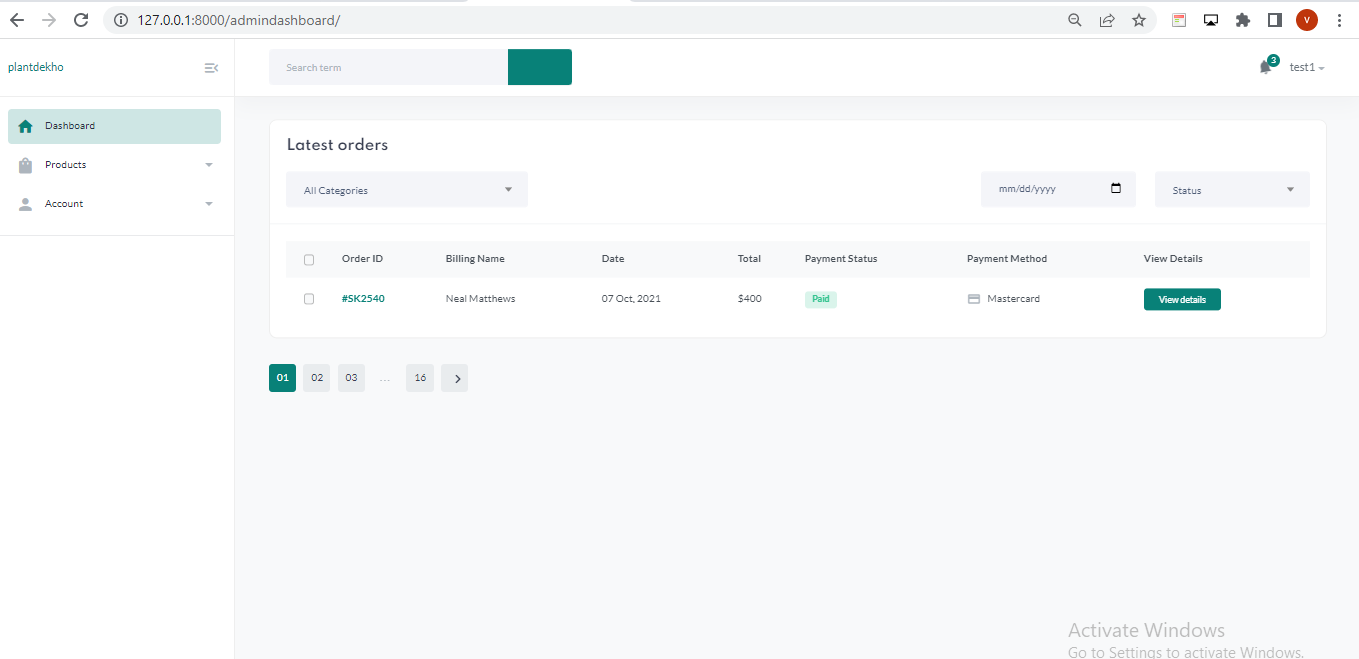 127.0.0.1:8000/admindashboard/
V
plantdekho
Search term
3
test1
Dashboard
Products
Account
Latest orders
All Categories
mm/dd/yyyy
Status
Order ID Billing Name Date Total Payment Status Payment Method View Details
#SK2540 Neal Matthews 07 Oct, 2021 $400 Paid Mastercard View details
01 02 03 ... 16
Activate Windows
Go to Settings to activate Windows.